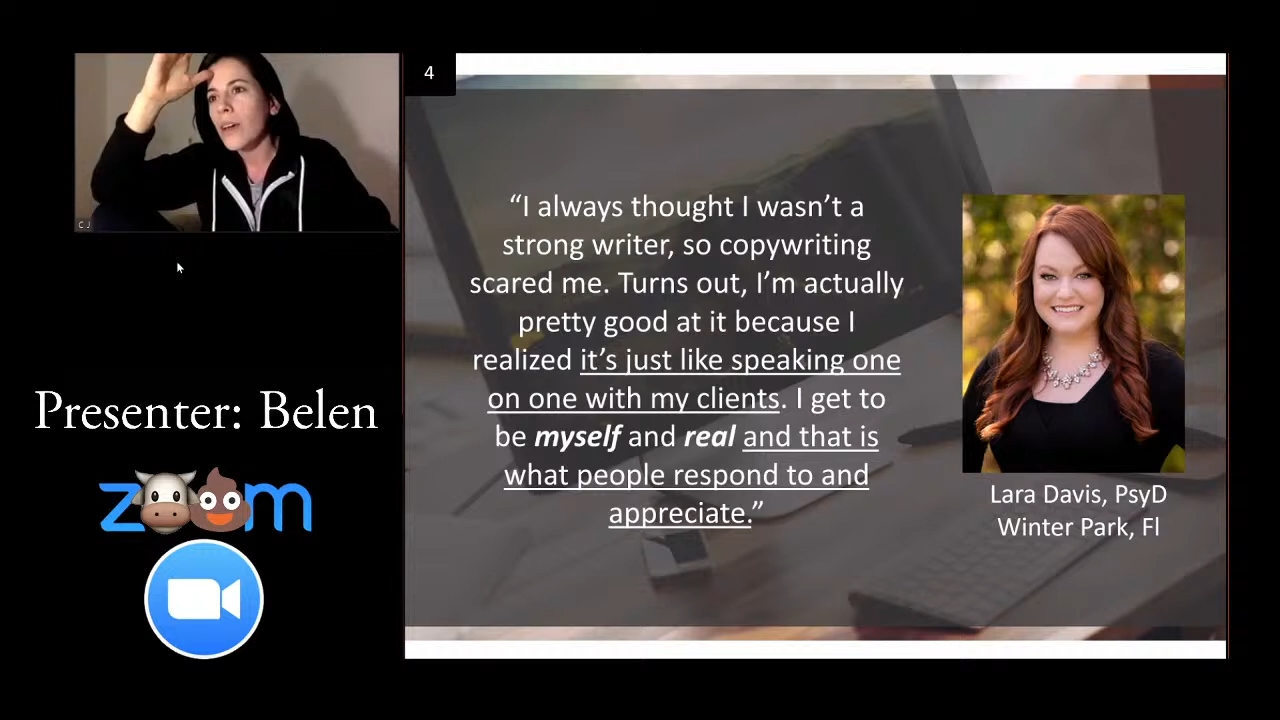 4
C J
“I always thought I wasn’t a
strong writer, so copywriting
scared me. Turns out, I’m actually
pretty good at it because I
realized it’s just like speaking one
on one with my clients. I get to
be myself and real and that is
what people respond to and
appreciate.”
Lara Davis, PsyD
Winter Park, Fl
Presenter: Belen
z🐮💩m